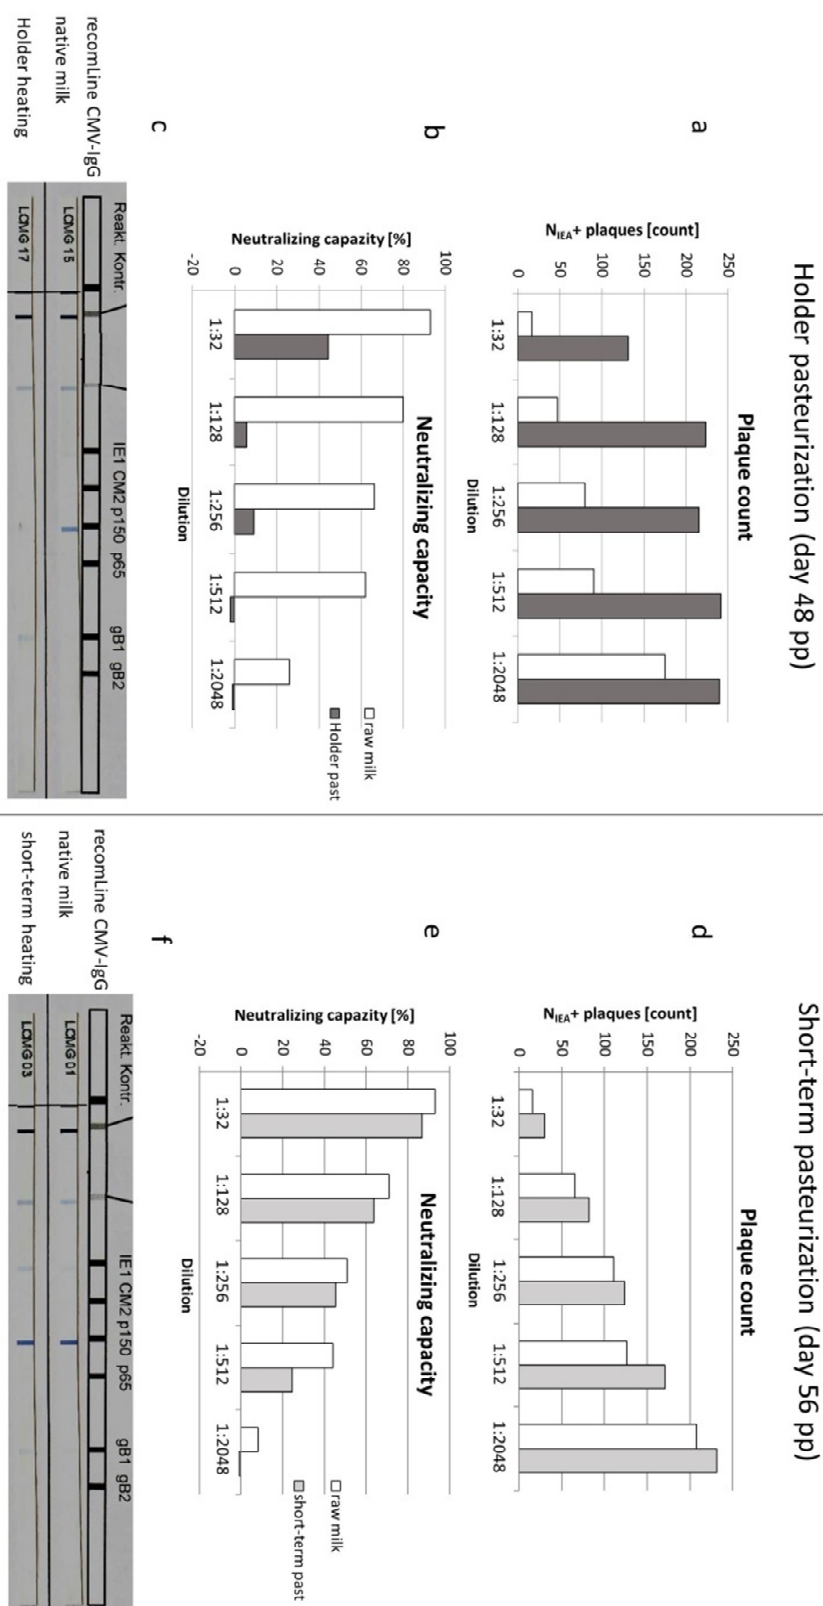 Holder pasteurization (day 48 pp)
a
Plaque count
N_IEA+ plaques [count]
250
200
150
100
50
0
1:32 1:128 1:256 1:512 1:2048
Dilution
b
Neutralizing capacity
Neutralizing capacity [%]
100
80
60
40
20
0
-20
1:32 1:128 1:256 1:512 1:2048
Dilution
raw milk
Holder past
c
Reakt. Kontr. IE1 CM2 p150 p65 gB1 gB2
recomLine CMV-IgG
native milk LCMG 15
Holder heating LCMG 17
Short-term pasteurization (day 56 pp)
d
Plaque count
N_IEA+ plaques [count]
250
200
150
100
50
0
1:32 1:128 1:256 1:512 1:2048
Dilution
e
Neutralizing capacity
Neutralizing capacity [%]
100
80
60
40
20
0
-20
1:32 1:128 1:256 1:512 1:2048
Dilution
raw milk
short-term past
f
Reakt. Kontr. IE1 CM2 p150 p65 gB1 gB2
recomLine CMV-IgG
native milk LCMG 01
short-term heating LCMG 03